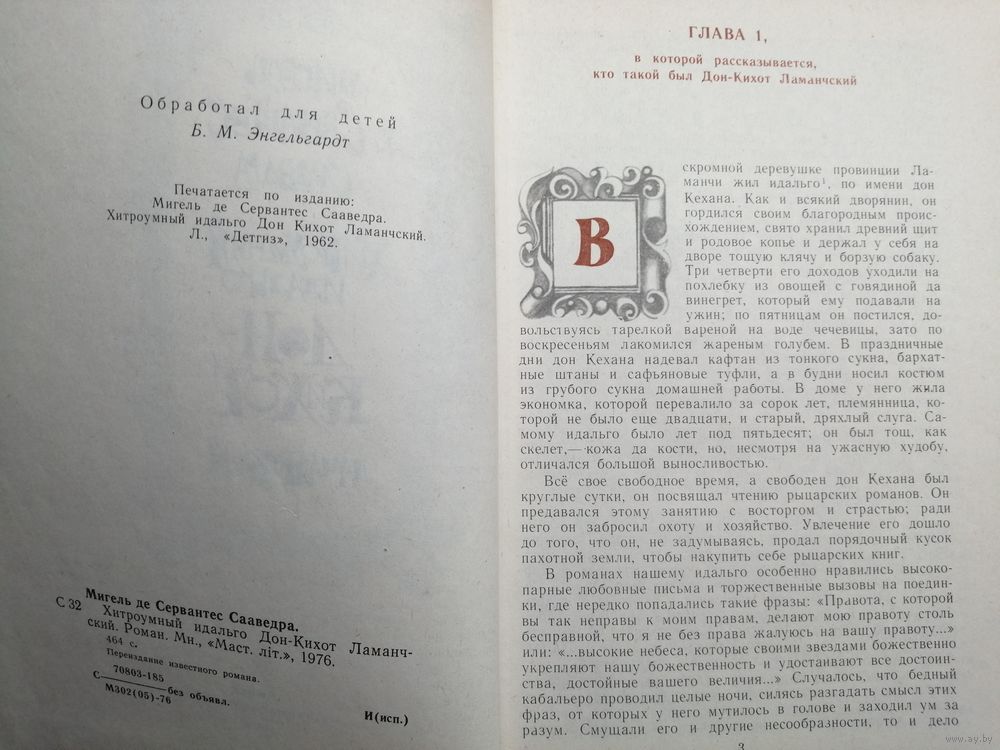 Обработал для детей
Б. М. Энгельгардт
Печатается по изданию:
Мигель де Сервантес Сааведра.
Хитроумный идальго Дон Кихот Ламанчский.
Л., «Детгиз», 1962.
Мигель де Сервантес Сааведра.
С 32 Хитроумный идальго Дон-Кихот Ламанч-
ский. Роман. Мн., «Маст. літ.», 1976.
464 с.
Переиздание известного романа.
70803-185
С
без объявл.
М302(05)-76
И(исп.)
ГЛАВА 1,
в которой рассказывается,
кто такой был Дон-Кихот Ламанчский
В
скромной деревушке провинции Ла-
манчи жил идальго¹, по имени дон
Кехана. Как и всякий дворянин, он
гордился своим благородным проис-
хождением, свято хранил древний щит
и родовое копье и держал у себя на
дворе тощую клячу и борзую собаку.
Три четверти его доходов уходили на
похлебку из овощей с говядиной да
винегрет, который ему подавали на
ужин; по пятницам он постился, до-
вольствуясь тарелкой вареной на воде чечевицы, зато по
воскресеньям лакомился жареным голубем. В праздничные
дни дон Кехана надевал кафтан из тонкого сукна, бархат-
ные штаны и сафьяновые туфли, а в будни носил костюм
из грубого сукна домашней работы. В доме у него жила
экономка, которой перевалило за сорок лет, племянница, ко-
торой не было еще двадцати, и старый, дряхлый слуга. Са-
мому идальго было лет под пятьдесят; он был тощ, как
скелет,— кожа да кости, но, несмотря на ужасную худобу,
отличался большой выносливостью.
Всё свое свободное время, а свободен дон Кехана был
круглые сутки, он посвящал чтению рыцарских романов. Он
предавался этому занятию с восторгом и страстью; ради
него он забросил охоту и хозяйство. Увлечение его дошло
до того, что он, не задумываясь, продал порядочный кусок
пахотной земли, чтобы накупить себе рыцарских книг.
В романах нашему идальго особенно нравились высоко-
парные любовные письма и торжественные вызовы на поедин-
ки, где нередко попадались такие фразы: «Правота, с которой
вы так неправы к моим правам, делают мою правоту столь
бесправной, что я не без права жалуюсь на вашу правоту...»
или: «...высокие небеса, которые своими звездами божественно
укрепляют нашу божественность и удостаивают все достоин-
ства, достойные вашего величия...» Случалось, что бедный
кабальеро проводил целые ночи, силясь разгадать смысл этих
фраз, от которых у него мутилось в голове и заходил ум за
разум. Смущали его и другие несообразности, то и дело
3
www.ay.by